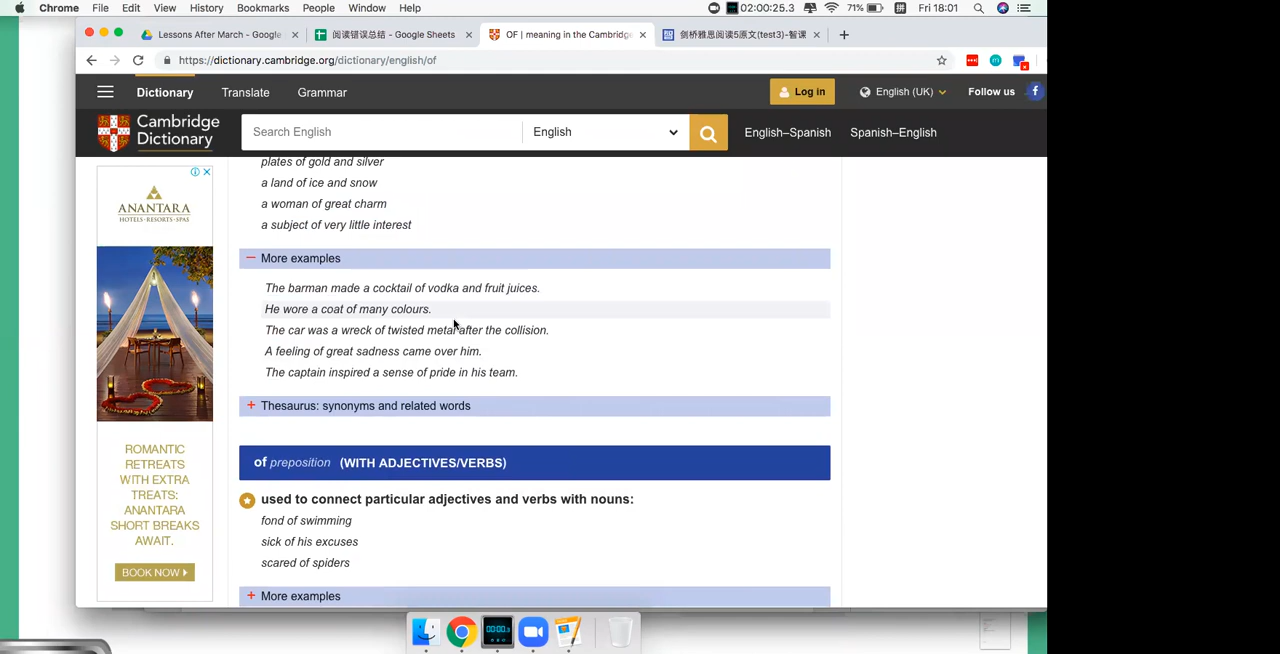 Chrome File Edit View History Bookmarks People Window Help 02:00:25.3 71% 拼 Fri 18:01
Lessons After March - Google 阅读错误总结 - Google Sheets OF | meaning in the Cambridge 剑桥雅思阅读5原文(test3)-智课
https://dictionary.cambridge.org/dictionary/english/of
Dictionary Translate Grammar Log in English (UK) Follow us
Cambridge Dictionary Search English English English–Spanish Spanish–English
plates of gold and silver
a land of ice and snow
a woman of great charm
a subject of very little interest
More examples
The barman made a cocktail of vodka and fruit juices.
He wore a coat of many colours.
The car was a wreck of twisted metal after the collision.
A feeling of great sadness came over him.
The captain inspired a sense of pride in his team.
Thesaurus: synonyms and related words
of preposition (WITH ADJECTIVES/VERBS)
used to connect particular adjectives and verbs with nouns:
fond of swimming
sick of his excuses
scared of spiders
More examples
ANANTARA
HOTELS·RESORTS·SPAS
ROMANTIC
RETREATS
WITH EXTRA
TREATS:
ANANTARA
SHORT BREAKS
AWAIT.
BOOK NOW